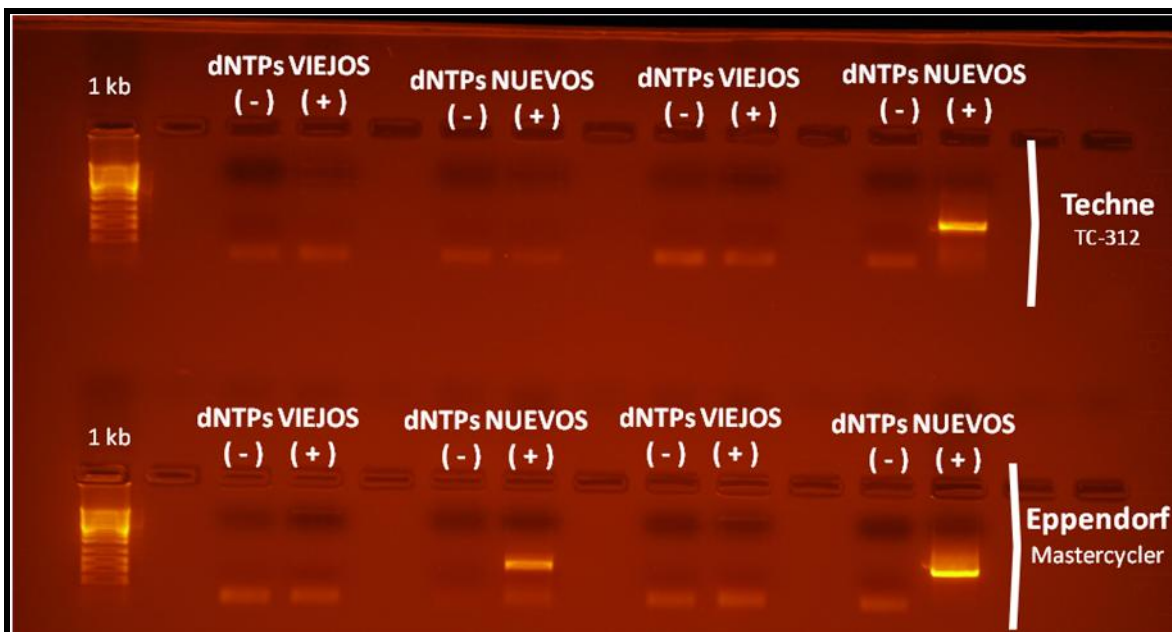 1 kb
dNTPs VIEJOS
(-) (+)
dNTPs NUEVOS
(-) (+)
dNTPs VIEJOS
(-) (+)
dNTPs NUEVOS
(-) (+)
Techne
TC-312
1 kb
dNTPs VIEJOS
(-) (+)
dNTPs NUEVOS
(-) (+)
dNTPs VIEJOS
(-) (+)
dNTPs NUEVOS
(-) (+)
Eppendorf
Mastercycler